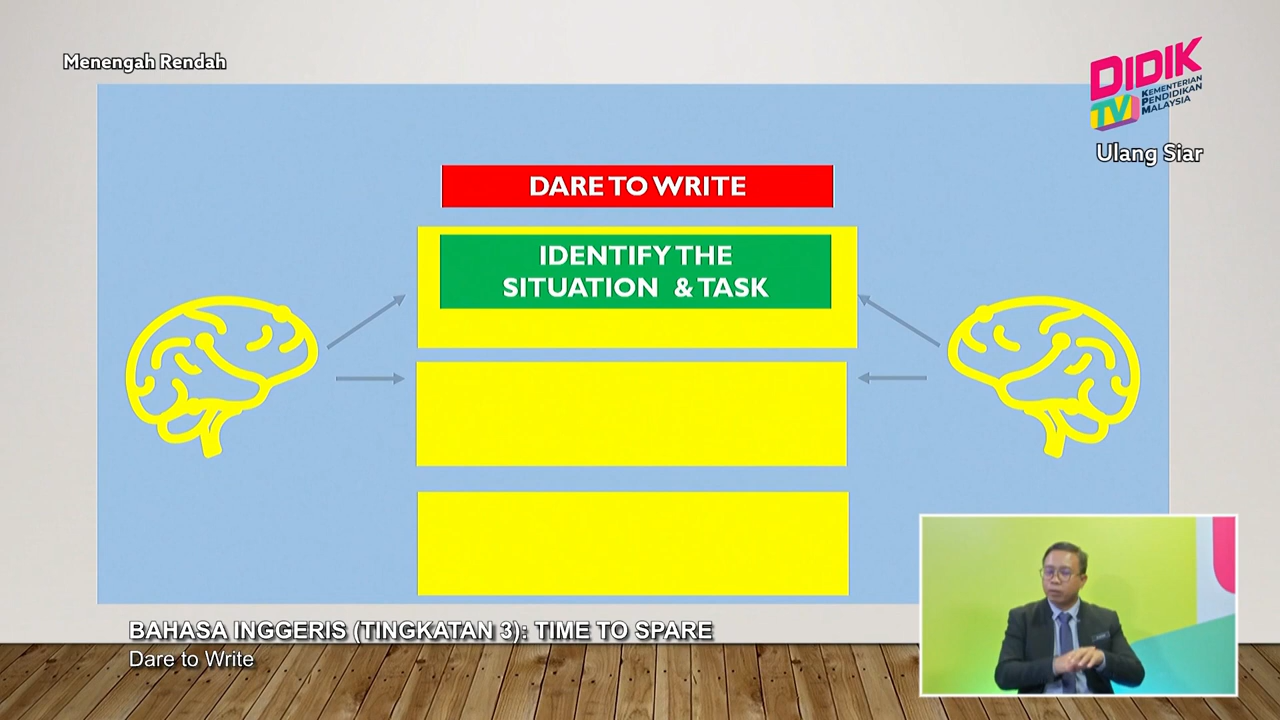 Menengah Rendah
DIDIK
TV
KEMENTERIAN
PENDIDIKAN
MALAYSIA
Ulang Siar
DARE TO WRITE
IDENTIFY THE
SITUATION & TASK
BAHASA INGGERIS (TINGKATAN 3): TIME TO SPARE
Dare to Write